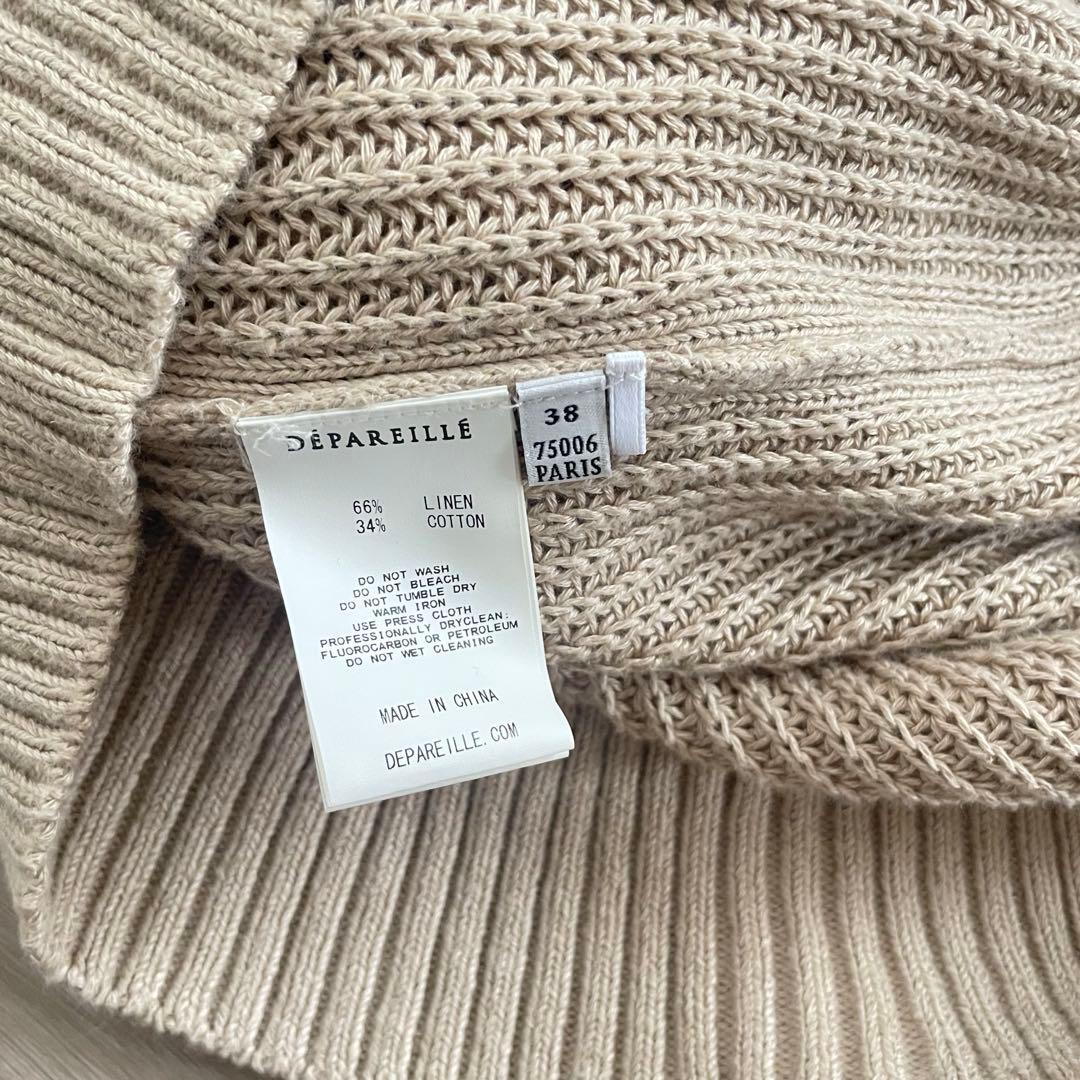 DÉPAREILLÉ
66% LINEN
34% COTTON
DO NOT WASH
DO NOT BLEACH
DO NOT TUMBLE DRY
WARM IRON
USE PRESS CLOTH
PROFESSIONALLY DRYCLEAN:
FLUOROCARBON OR PETROLEUM
DO NOT WET CLEANING
MADE IN CHINA
DEPAREILLE.COM
38
75006
PARIS